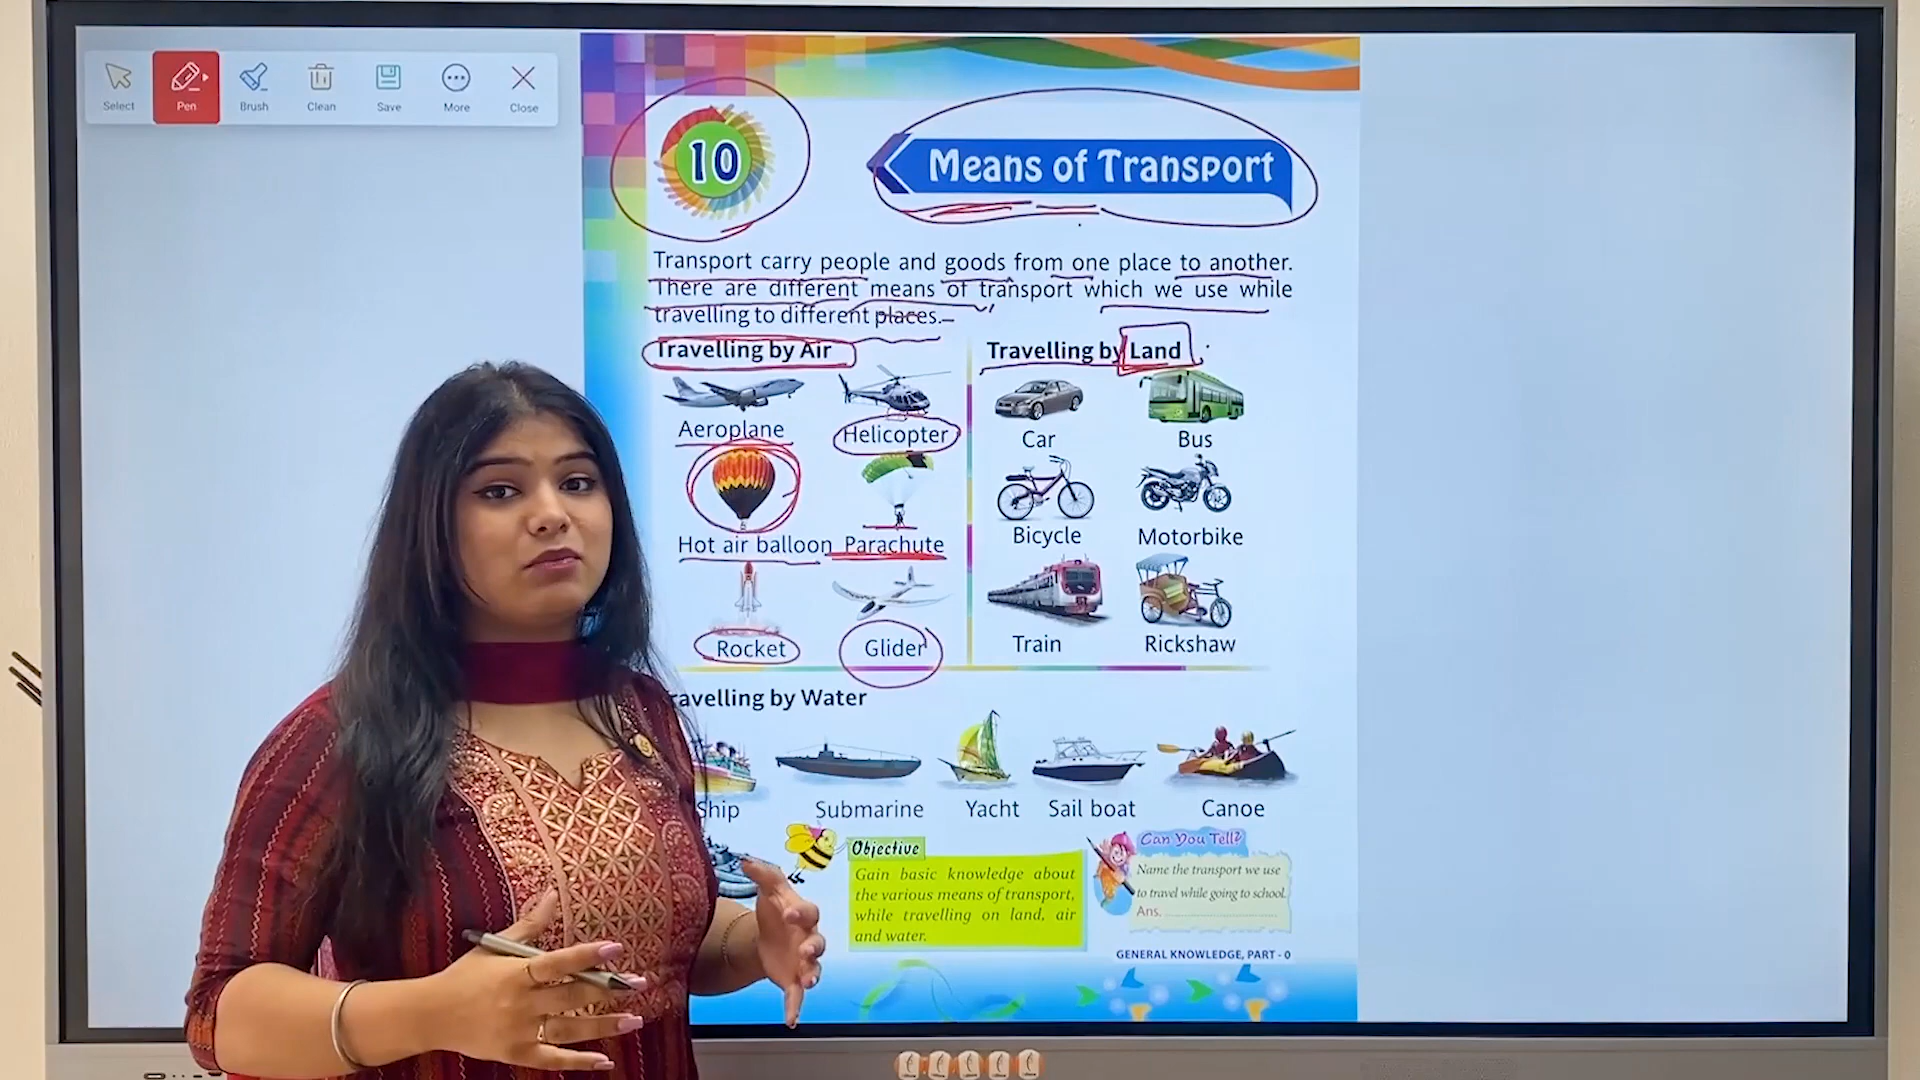 Select Pen Brush Clean Save More Close
10
Means of Transport
Transport carry people and goods from one place to another.
There are different means of transport which we use while
travelling to different places.
Travelling by Air
Aeroplane Helicopter
Hot air balloon Parachute
Rocket Glider
Travelling by Land
Car Bus
Bicycle Motorbike
Train Rickshaw
ravelling by Water
Ship Submarine Yacht Sail boat Canoe
Objective
Gain basic knowledge about
the various means of transport,
while travelling on land, air
and water.
Can You Tell?
Name the transport we use
to travel while going to school.
Ans.
GENERAL KNOWLEDGE, PART - 0